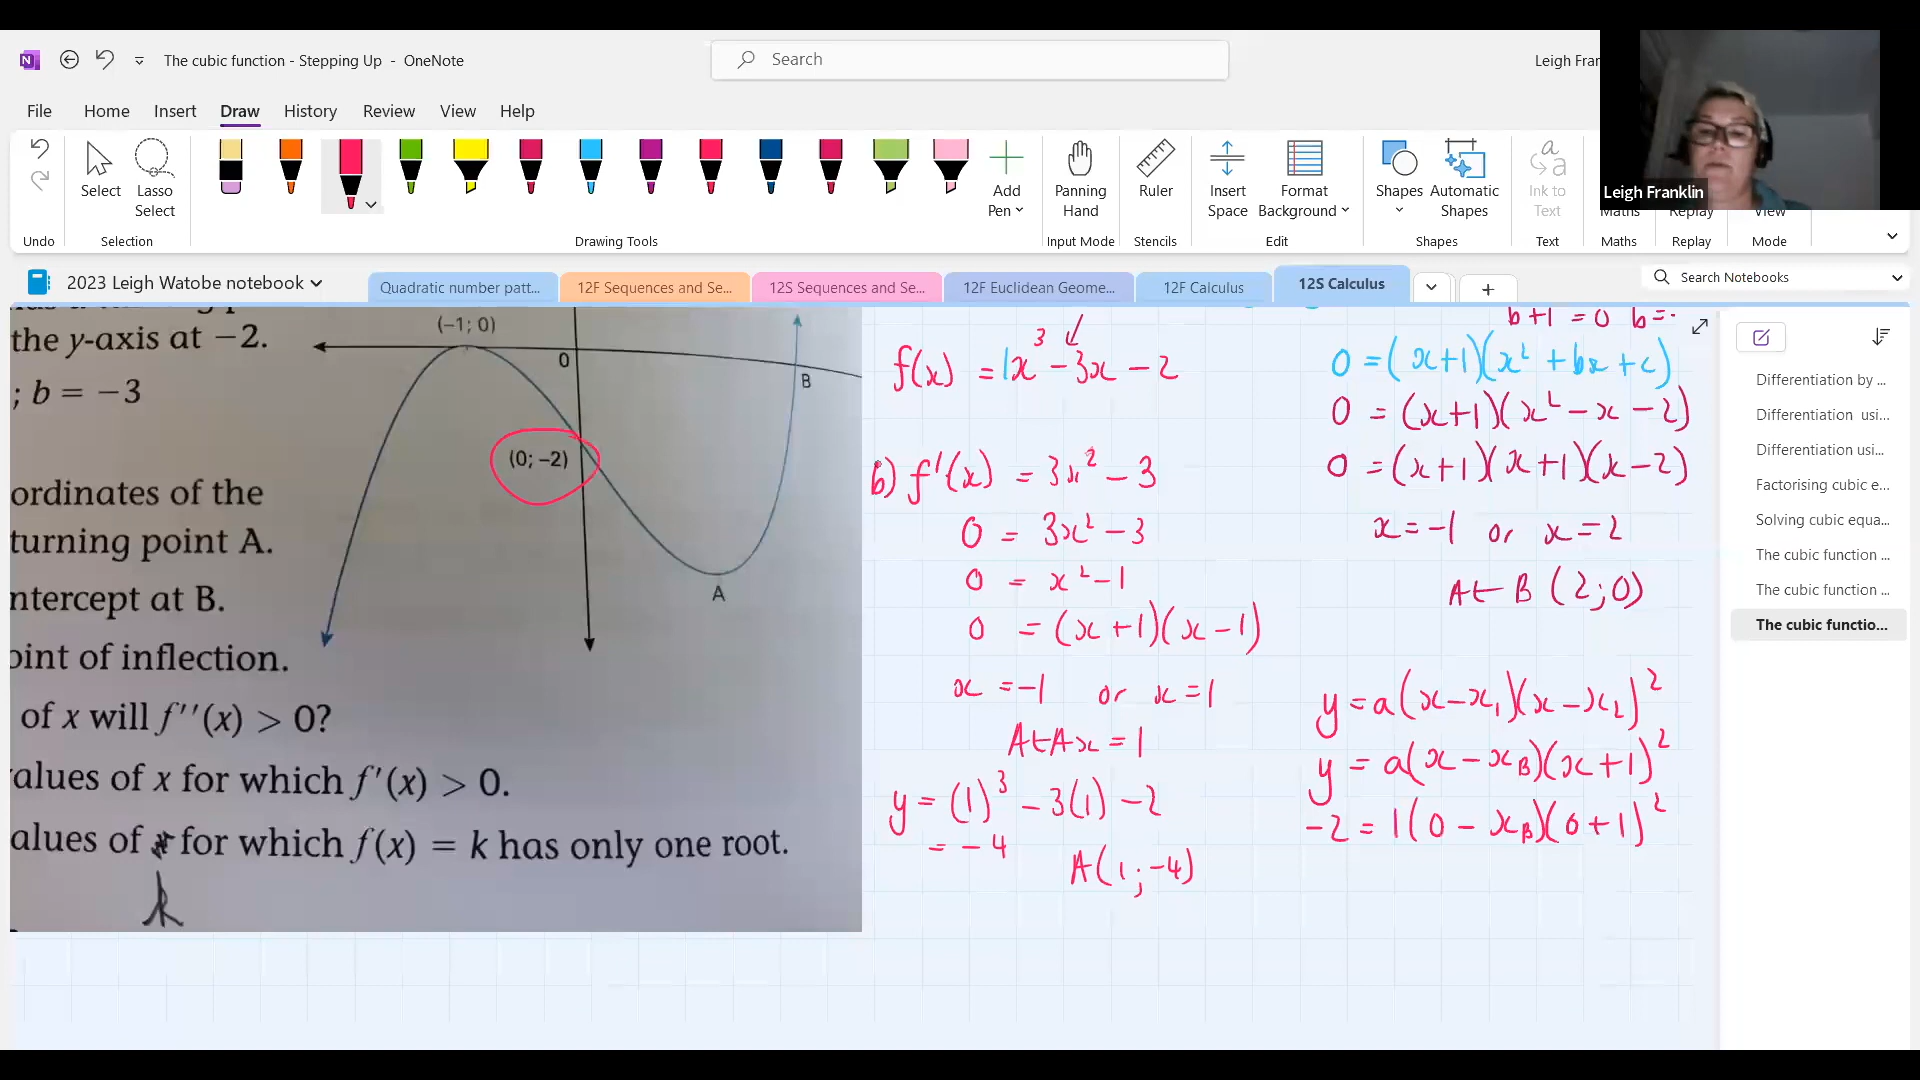 The cubic function - Stepping Up - OneNote
Search
Leigh Fran
File Home Insert Draw History Review View Help
Undo
Select
Lasso Select
Selection
Drawing Tools
Add Pen
Panning Hand
Input Mode
Ruler
Stencils
Insert Space
Format Background
Edit
Shapes
Automatic Shapes
Shapes
Ink to Text
Text
Maths
Maths
Replay
Replay
View
Mode
Leigh Franklin
2023 Leigh Watobe notebook
Quadratic number patt...
12F Sequences and Se...
12S Sequences and Se...
12F Euclidean Geome...
12F Calculus
12S Calculus
Search Notebooks
the y-axis at −2.
; b = −3
ordinates of the
turning point A.
ntercept at B.
oint of inflection.
of x will f''(x) > 0?
alues of x for which f'(x) > 0.
alues of x for which f(x) = k has only one root.
k
(−1; 0)
0
B
(0; −2)
A
f(x) = 1x³ − 3x − 2
b) f'(x) = 3x² − 3
0 = 3x² − 3
0 = x² − 1
0 = (x + 1)(x − 1)
x = −1 or x = 1
At A x = 1
y = (1)³ − 3(1) − 2
= −4
A(1; −4)
b + 1 = 0 b = -
0 = (x+1)(x² + bx + c)
0 = (x+1)(x² − x − 2)
0 = (x+1)(x+1)(x−2)
x = −1 or x = 2
At B (2; 0)
y = a(x − x₁)(x − x₂)²
y = a(x − x_B)(x + 1)²
−2 = 1(0 − x_B)(0 + 1)²
Differentiation by ...
Differentiation usi...
Differentiation usi...
Factorising cubic e...
Solving cubic equa...
The cubic function ...
The cubic function ...
The cubic functio...